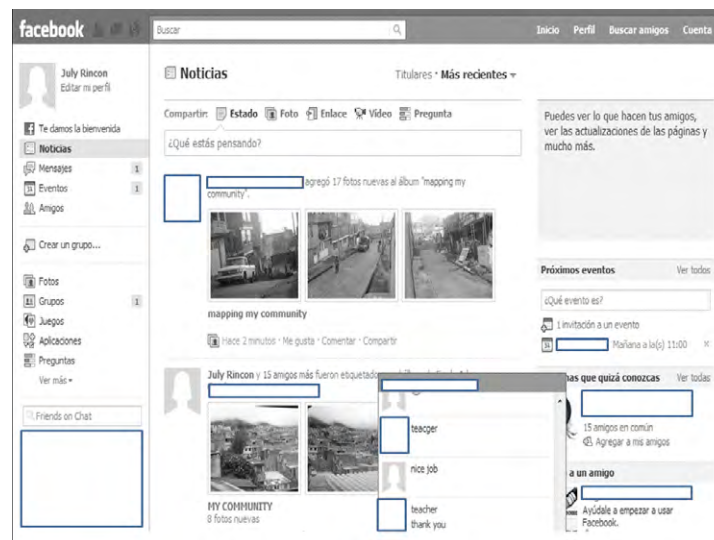 facebook
Buscar
Inicio Perfil Buscar amigos Cuenta
July Rincon
Editar mi perfil
Te damos la bienvenida
Noticias
Mensajes 1
Eventos 1
Amigos
Crear un grupo...
Fotos
Grupos 1
Juegos
Aplicaciones
Preguntas
Ver más
Friends on Chat
Noticias
Titulares · Más recientes
Compartir: Estado Foto Enlace Vídeo Pregunta
¿Qué estás pensando?
agregó 17 fotos nuevas al álbum "mapping my
community".
mapping my community
Hace 2 minutos · Me gusta · Comentar · Compartir
July Rincon y 15 amigos más fueron etiquetados
MY COMMUNITY
8 fotos nuevas
teacger
nice job
teacher
thank you
Puedes ver lo que hacen tus amigos,
ver las actualizaciones de las páginas y
mucho más.
Próximos eventos Ver todos
¿Qué evento es?
1 invitación a un evento
31 Mañana a la(s) 11:00 ×
nas que quizá conozcas Ver todas
15 amigos en común
Agregar a mis amigos
a un amigo
Ayúdale a empezar a usar
Facebook.